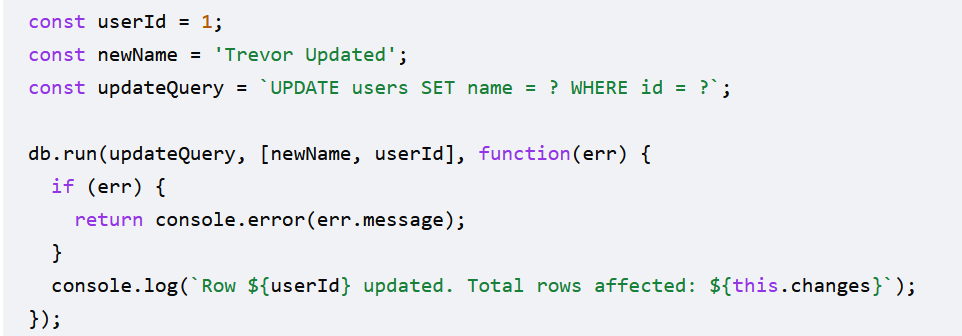 const userId = 1;
const newName = 'Trevor Updated';
const updateQuery = `UPDATE users SET name = ? WHERE id = ?`;

db.run(updateQuery, [newName, userId], function(err) {
  if (err) {
    return console.error(err.message);
  }
  console.log(`Row ${userId} updated. Total rows affected: ${this.changes}`);
});